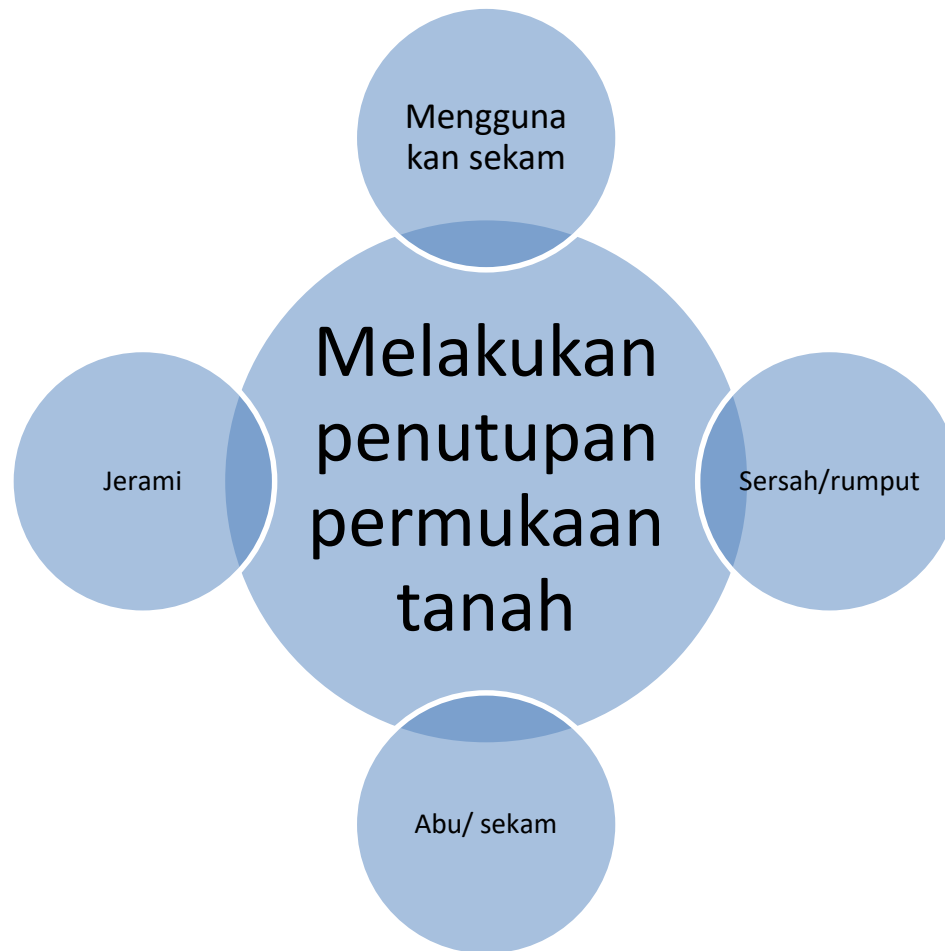 Mengguna
kan sekam
Melakukan
penutupan
permukaan
tanah
Jerami
Sersah/rumput
Abu/ sekam